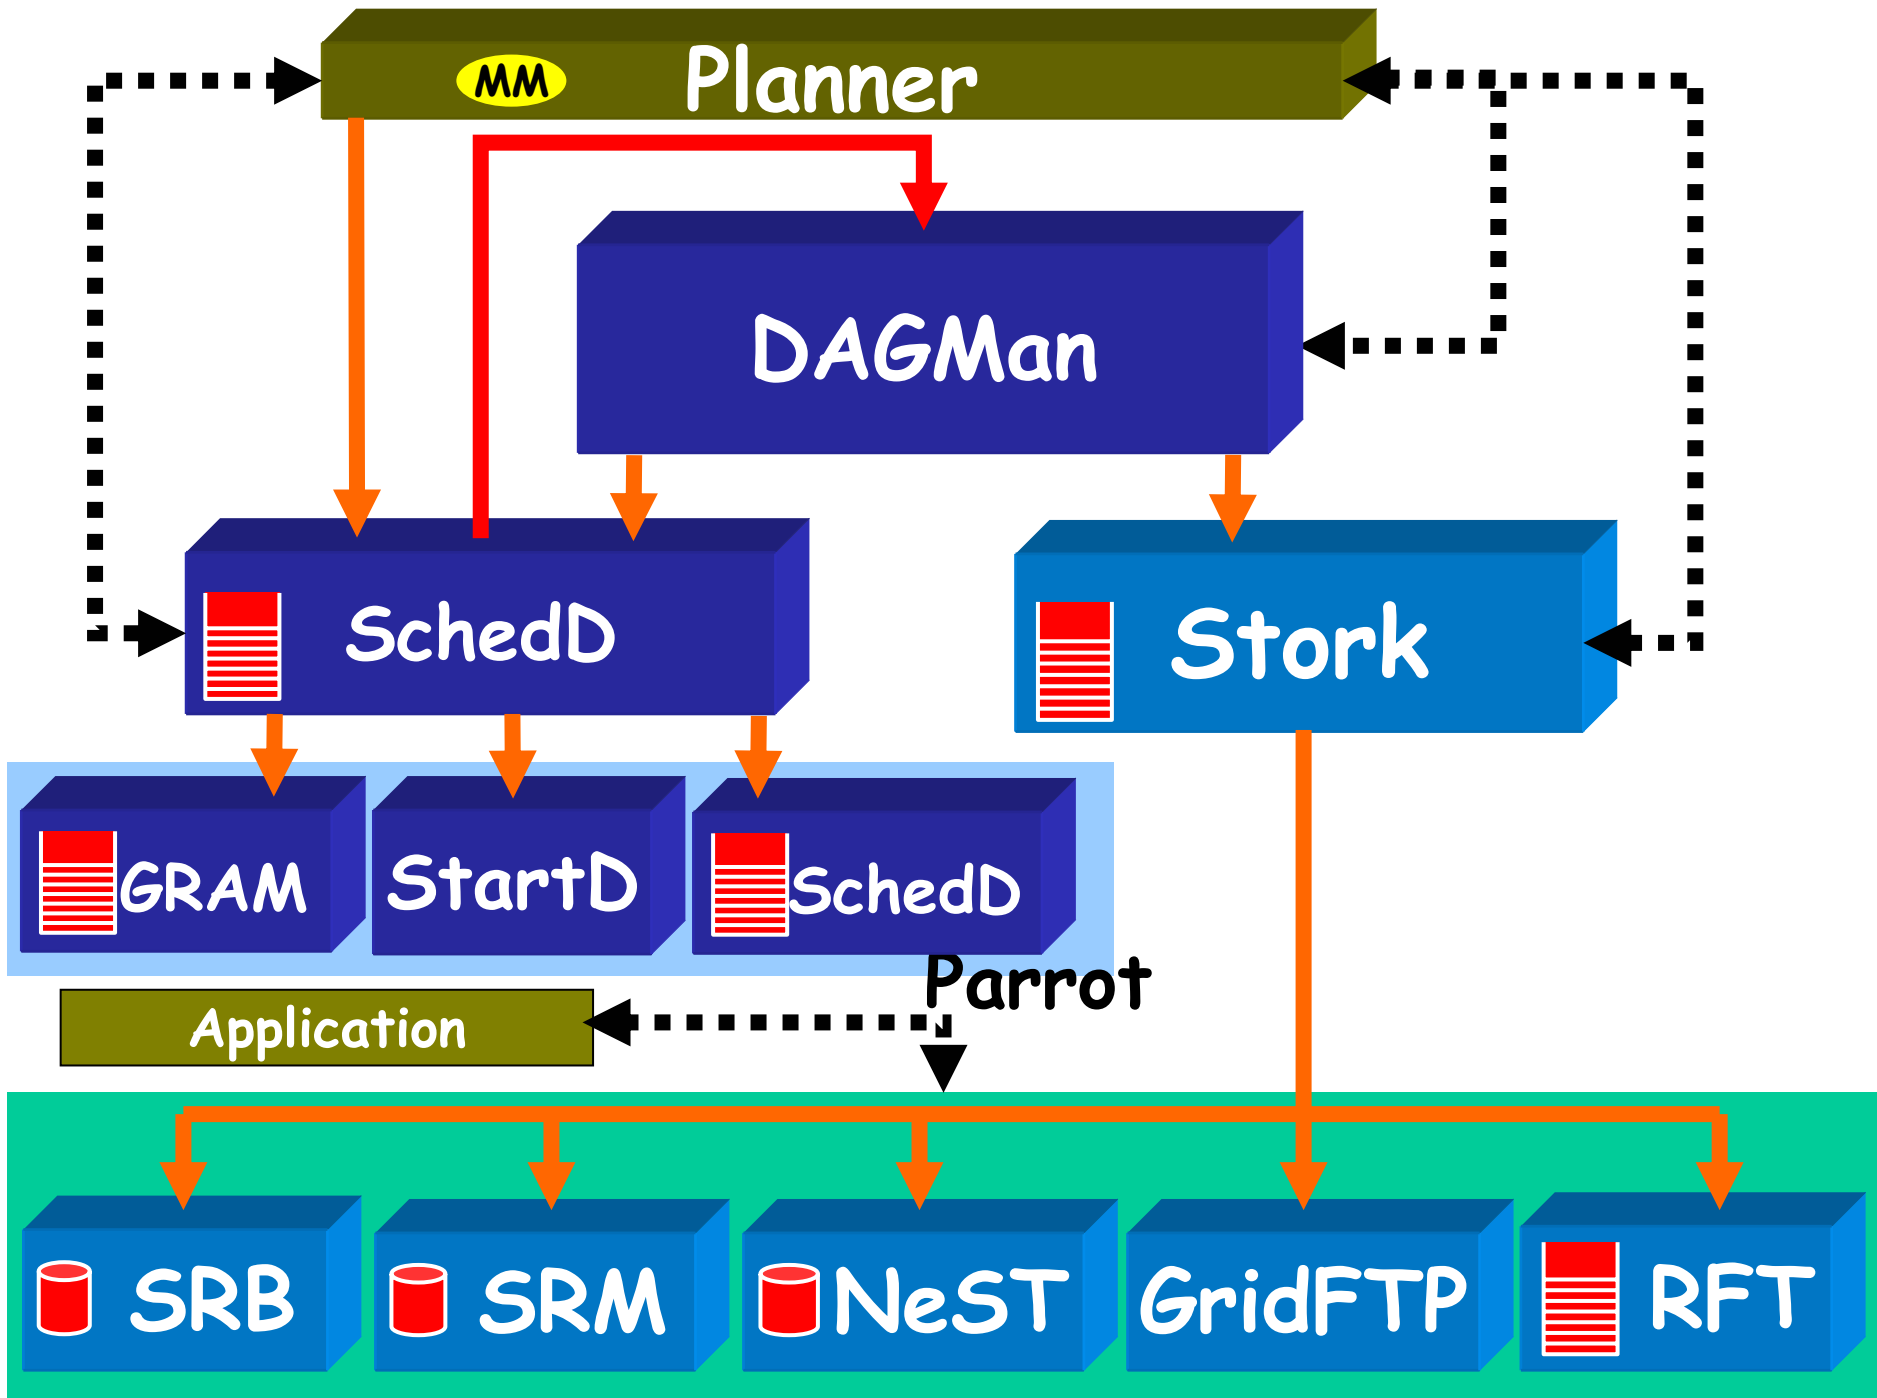 MM
Planner
DAGMan
SchedD
Stork
GRAM
StartD
SchedD
Parrot
Application
SRB
SRM
NeST
GridFTP
RFT